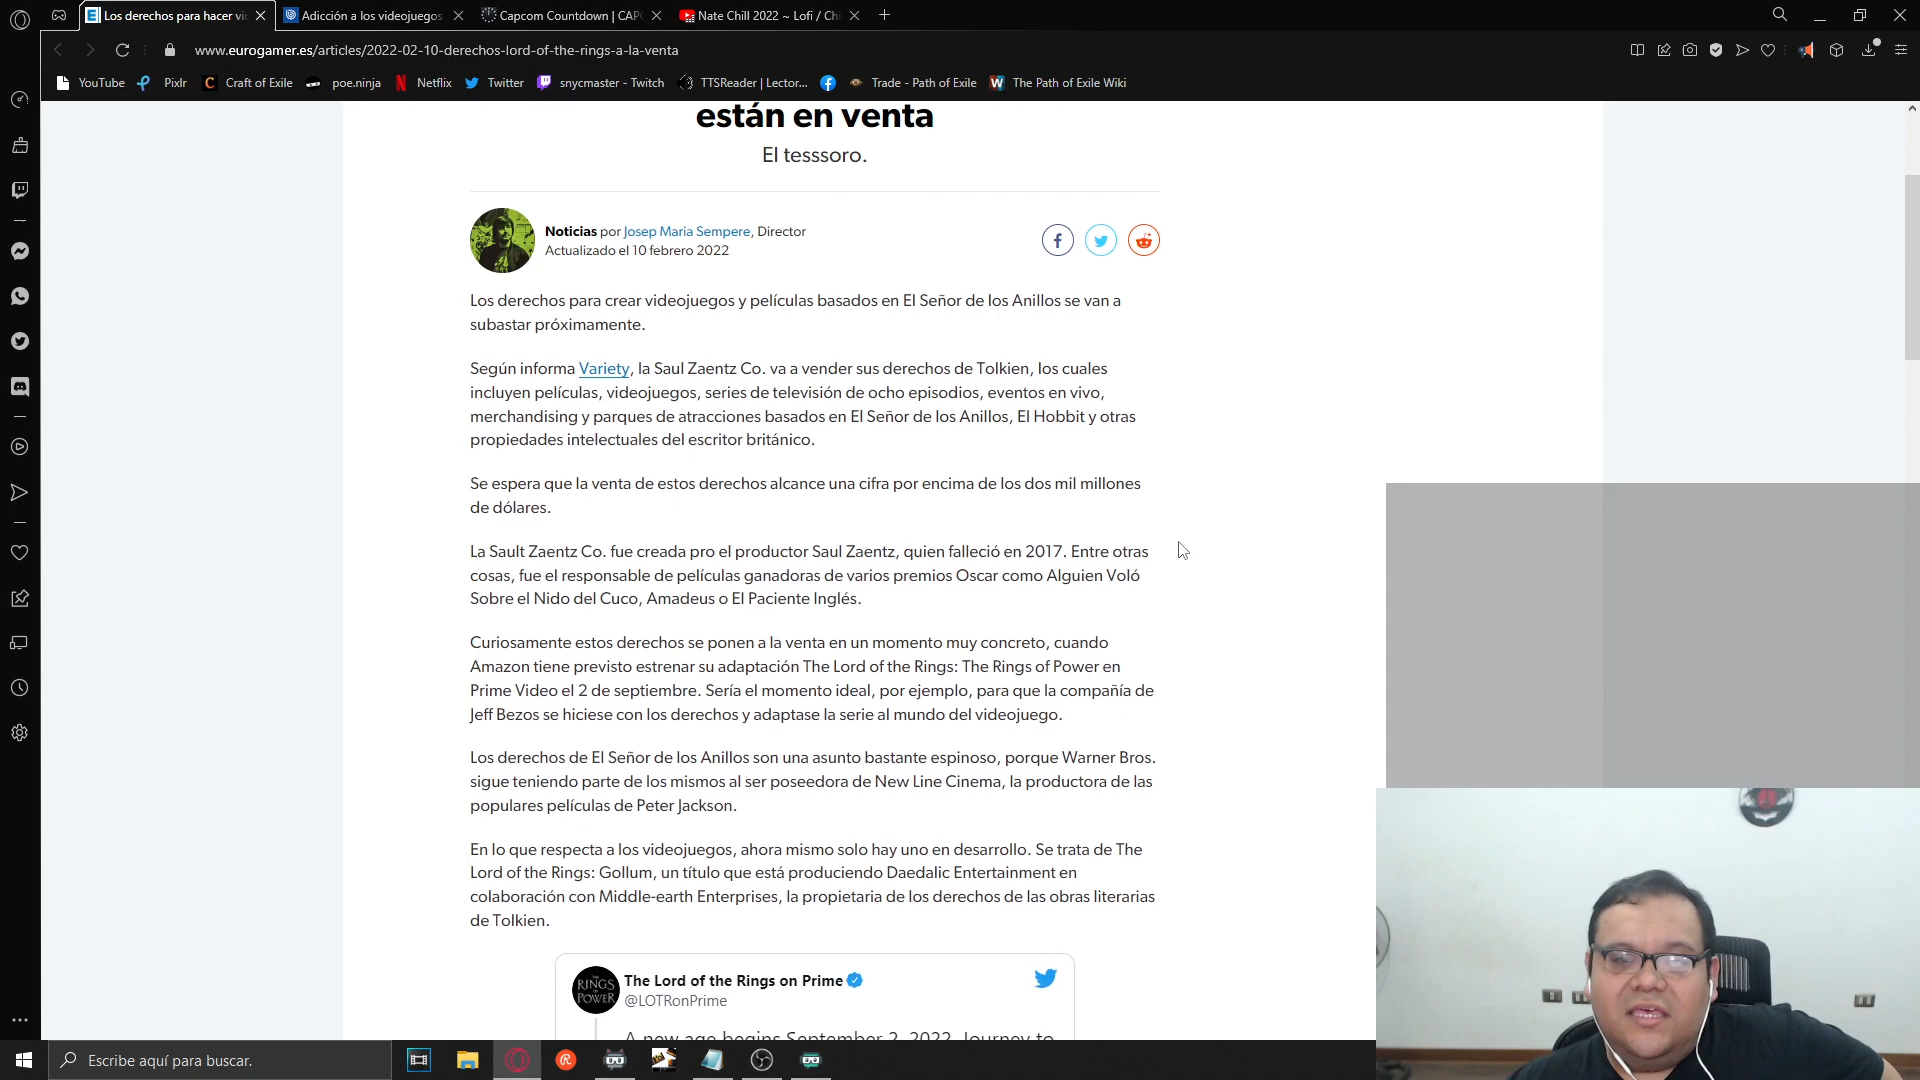 Los derechos para hacer vi
Adicción a los videojuegos
Capcom Countdown | CAPC
Nate Chill 2022 ~ Lofi / Chi
www.eurogamer.es/articles/2022-02-10-derechos-lord-of-the-rings-a-la-venta
YouTube Pixlr Craft of Exile poe.ninja Netflix Twitter snycmaster - Twitch TTSReader | Lector... Trade - Path of Exile The Path of Exile Wiki
están en venta
El tesssoro.
Noticias por Josep Maria Sempere, Director
Actualizado el 10 febrero 2022
Los derechos para crear videojuegos y películas basados en El Señor de los Anillos se van a
subastar próximamente.
Según informa Variety, la Saul Zaentz Co. va a vender sus derechos de Tolkien, los cuales
incluyen películas, videojuegos, series de televisión de ocho episodios, eventos en vivo,
merchandising y parques de atracciones basados en El Señor de los Anillos, El Hobbit y otras
propiedades intelectuales del escritor británico.
Se espera que la venta de estos derechos alcance una cifra por encima de los dos mil millones
de dólares.
La Sault Zaentz Co. fue creada pro el productor Saul Zaentz, quien falleció en 2017. Entre otras
cosas, fue el responsable de películas ganadoras de varios premios Oscar como Alguien Voló
Sobre el Nido del Cuco, Amadeus o El Paciente Inglés.
Curiosamente estos derechos se ponen a la venta en un momento muy concreto, cuando
Amazon tiene previsto estrenar su adaptación The Lord of the Rings: The Rings of Power en
Prime Video el 2 de septiembre. Sería el momento ideal, por ejemplo, para que la compañía de
Jeff Bezos se hiciese con los derechos y adaptase la serie al mundo del videojuego.
Los derechos de El Señor de los Anillos son una asunto bastante espinoso, porque Warner Bros.
sigue teniendo parte de los mismos al ser poseedora de New Line Cinema, la productora de las
populares películas de Peter Jackson.
En lo que respecta a los videojuegos, ahora mismo solo hay uno en desarrollo. Se trata de The
Lord of the Rings: Gollum, un título que está produciendo Daedalic Entertainment en
colaboración con Middle-earth Enterprises, la propietaria de los derechos de las obras literarias
de Tolkien.
THE RINGS OF POWER
The Lord of the Rings on Prime
@LOTRonPrime
A new age begins September 2, 2022. Journey to
Escribe aquí para buscar.